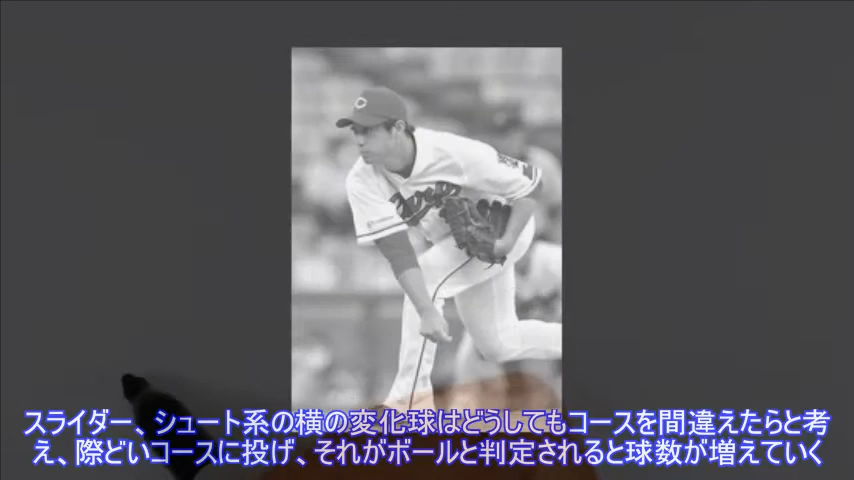 スライダー、シュート系の横の変化球はどうしてもコースを間違えたらと考
え、際どいコースに投げ、それがボールと判定されると球数が増えていく